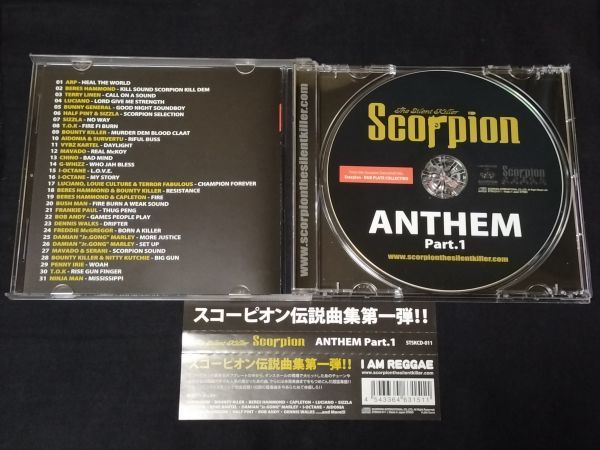 01 ARP - HEAL THE WORLD
02 BERES HAMMOND - KILL SOUND SCORPION KILL DEM
03 TERRY LINEN - CALL ON A SOUND
04 LUCIANO - LORD GIVE ME STRENGTH
05 BUNNY GENERAL - GOOD NIGHT SOUNDBOY
06 HALF PINT & SIZZLA - SCORPION SELECTION
07 SIZZLA - NO WAY
08 T.O.K - FIRE FI BURN
09 BOUNTY KILLER - MURDER DEM BLOOD CLAAT
10 AIDONIA & SURVERTU - RIFUL BUSS
11 VYBZ KARTEL - DAYLIGHT
12 MAVADO - REAL McKOY
13 CHINO - BAD MIND
14 G-WHIZZ - WHO JAH BLESS
15 I-OCTANE - L.O.V.E.
16 I-OCTANE - MY STORY
17 LUCIANO, LOUIE CULTURE & TERROR FABULOUS - CHAMPION FOREVER
18 BERES HAMMOND & BOUNTY KILLER - RESISTANCE
19 BERES HAMMOND & CAPLETON - FIRE
20 BUSH MAN - FIRE BURN A WEAK SOUND
21 FRANKIE PAUL - THUG PENG
22 BOB ANDY - GAMES PEOPLE PLAY
23 DENNIS WALKS - DRIFTER
24 FREDDIE McGREGOR - BORN A KILLER
25 DAMIAN "Jr.GONG" MARLEY - MORE JUSTICE
26 DAMIAN "Jr.GONG" MARLEY - SET UP
27 MAVADO & SERANI - SCORPION SOUND
28 BOUNTY KILLER & NITTY KUTCHIE - BIG GUN
29 PENNY IRIE - WOAH
30 T.O.K - RISE GUN FINGER
31 NINJA MAN - MISSISSIPPI
The Silent Killer
Scorpion
Scorpion - DUB PLATE COLLECTION
ANTHEM
Part.1
www.scorpionthesilentkiller.com
www.scorpionthesilentkiller.com
スコーピオン伝説曲集第一弾!!
The Silent Killer Scorpion ANTHEM Part.1 STSKCD-011
スコーピオン伝説曲集第一弾!!
I AM REGGAE
www.scorpionthesilentkiller.com
4 543364 631511